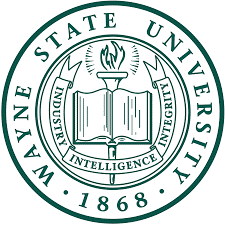 WAYNE STATE UNIVERSITY
INDUSTRY
INTELLIGENCE
INTEGRITY
· 1868 ·